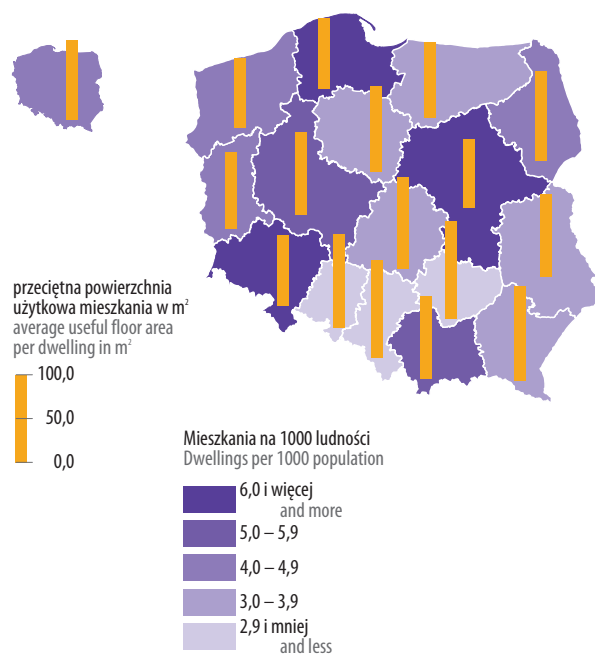 przeciętna powierzchnia
użytkowa mieszkania w m²
average useful floor area
per dwelling in m²
100,0
50,0
0,0
Mieszkania na 1000 ludności
Dwellings per 1000 population
6,0 i więcej
and more
5,0 – 5,9
4,0 – 4,9
3,0 – 3,9
2,9 i mniej
and less